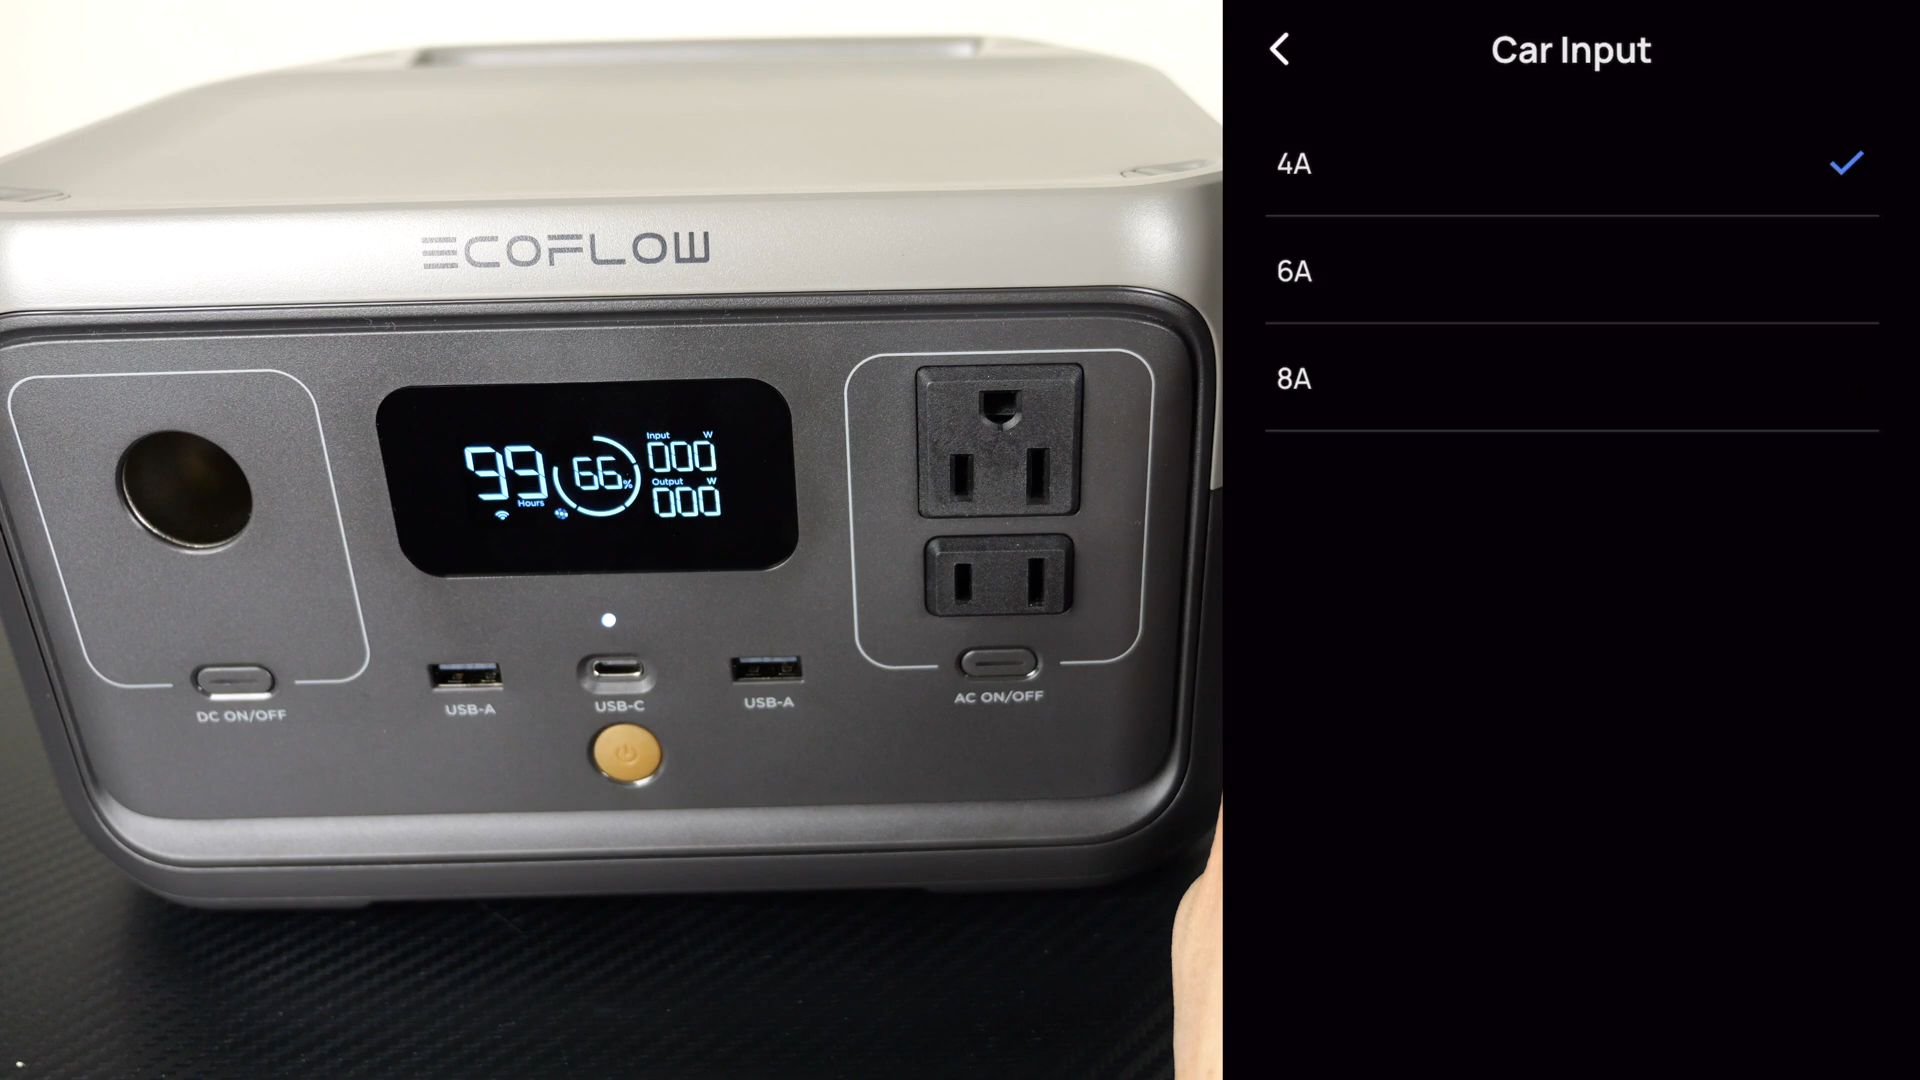 ECOFLOW
99
Hours
66%
Input W
000
Output W
000
DC ON/OFF
USB-A
USB-C
USB-A
AC ON/OFF
Car Input
4A
6A
8A